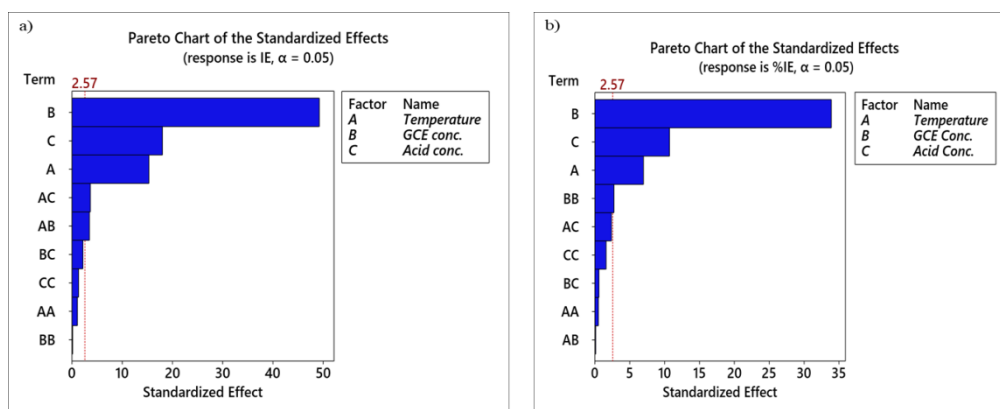 a)
Pareto Chart of the Standardized Effects
(response is IE, α = 0.05)
Term
2.57
B
C
A
AC
AB
BC
CC
AA
BB
0 10 20 30 40 50
Standardized Effect
Factor Name
A Temperature
B GCE conc.
C Acid conc.
b)
Pareto Chart of the Standardized Effects
(response is %IE, α = 0.05)
Term
2.57
B
C
A
BB
AC
CC
BC
AA
AB
0 5 10 15 20 25 30 35
Standardized Effect
Factor Name
A Temperature
B GCE Conc.
C Acid Conc.